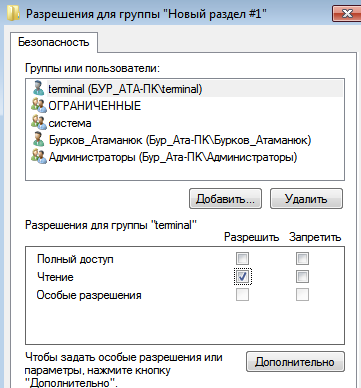 Разрешения для группы "Новый раздел #1"
Безопасность
Группы или пользователи:
terminal (БУР_АТА-ПК\terminal)
ОГРАНИЧЕННЫЕ
система
Бурков_Атаманюк (Бур_Ата-ПК\Бурков_Атаманюк)
Администраторы (Бур_Ата-ПК\Администраторы)
Добавить... Удалить
Разрешения для группы "terminal"
Разрешить Запретить
Полный доступ
Чтение
Особые разрешения
Чтобы задать особые разрешения или
параметры, нажмите кнопку
"Дополнительно".
Дополнительно